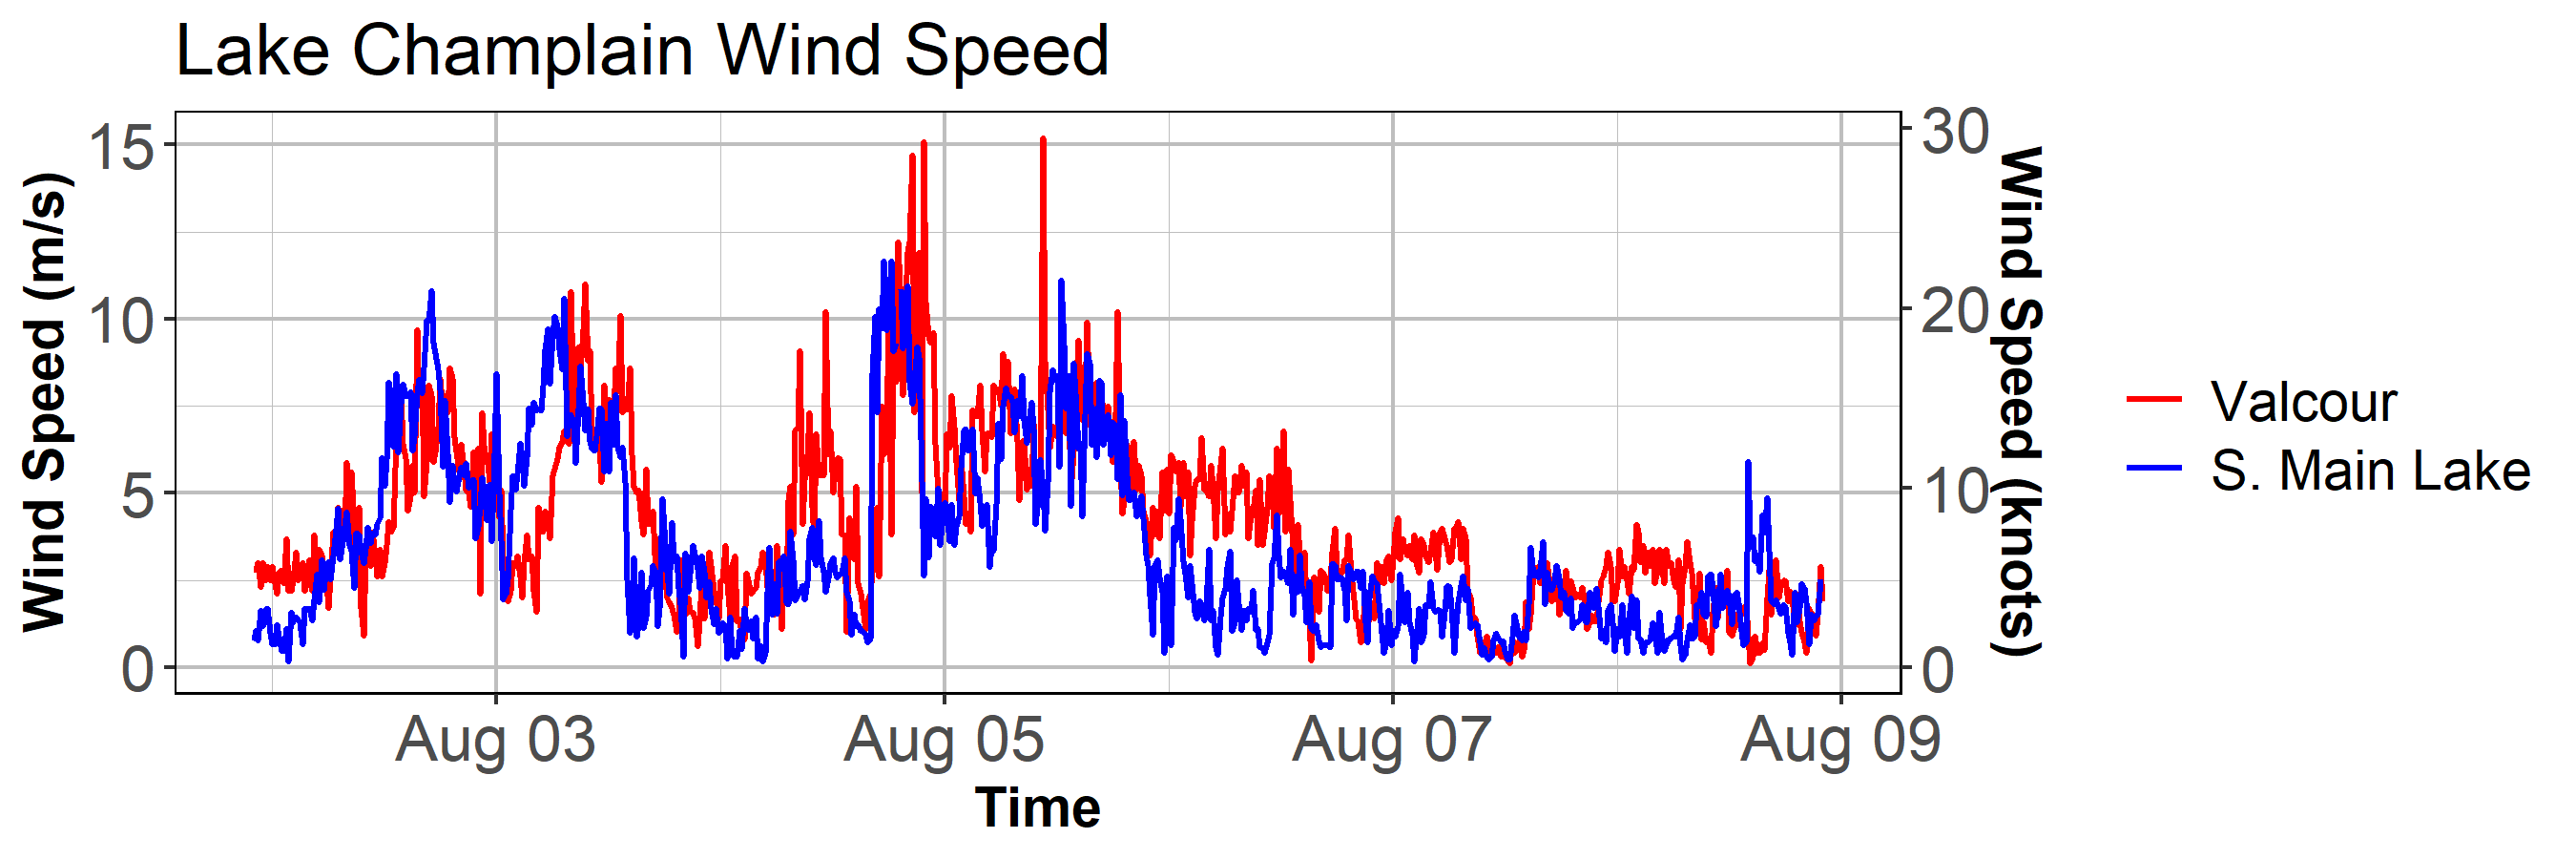 Lake Champlain Wind Speed
Wind Speed (m/s)
15
10
5
0
30
20
10
0
Wind Speed (knots)
Aug 03
Aug 05
Aug 07
Aug 09
Time
Valcour
S. Main Lake